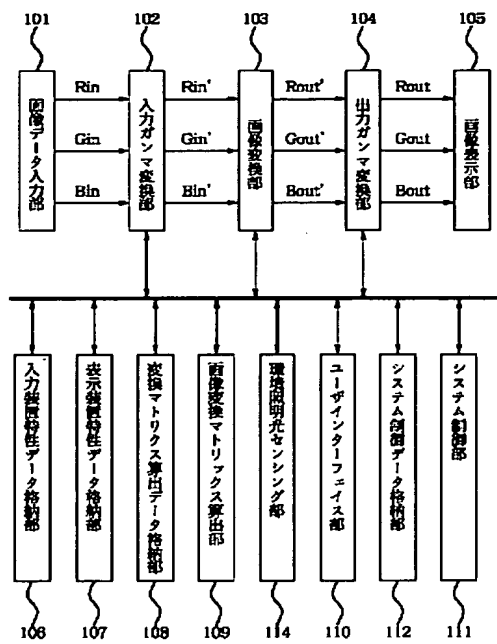 101
102
103
104
105
画像データ入力部
Rin
Gin
Bin
入力ガンマ変換部
Rin'
Gin'
Bin'
画像変換部
Rout'
Gout'
Bout'
出力ガンマ変換部
Rout
Gout
Bout
画像表示部
入力装置特性データ格納部
表示装置特性データ格納部
変換マトリクス算出データ格納部
画像変換マトリックス算出部
環境照明光センシング部
ユーザインターフェイス部
システム制御データ格納部
システム制御部
106
107
108
109
114
110
112
111